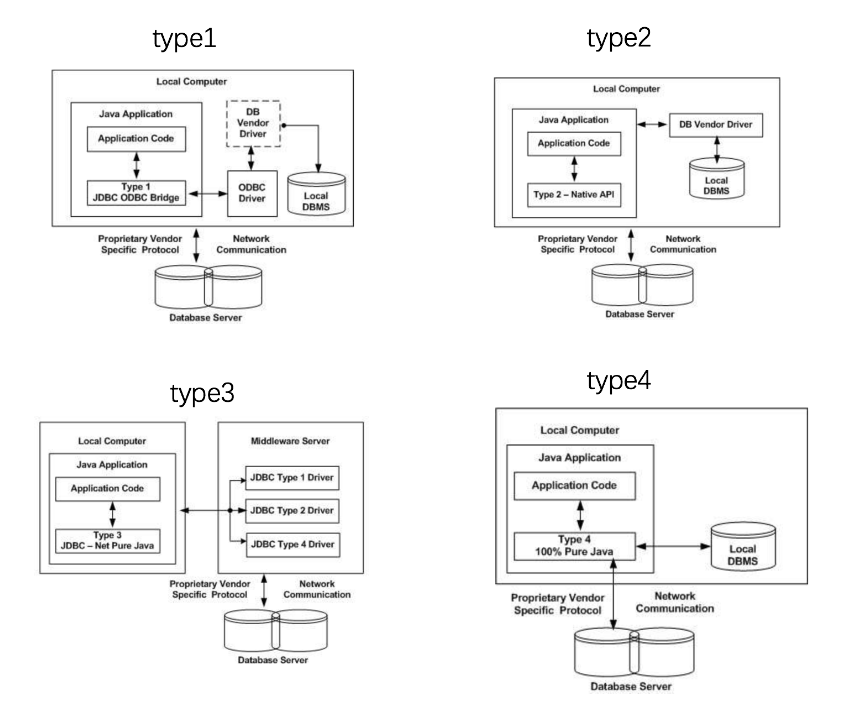 type1
Local Computer
Java Application
Application Code
Type 1
JDBC ODBC Bridge
DB
Vendor
Driver
ODBC
Driver
Local
DBMS
Proprietary Vendor
Specific Protocol
Network
Communication
Database Server
type2
Local Computer
Java Application
Application Code
Type 2 – Native API
DB Vendor Driver
Local
DBMS
Proprietary Vendor
Specific Protocol
Network
Communication
Database Server
type3
Local Computer
Java Application
Application Code
Type 3
JDBC – Net Pure Java
Middleware Server
JDBC Type 1 Driver
JDBC Type 2 Driver
JDBC Type 4 Driver
Proprietary Vendor
Specific Protocol
Network
Communication
Database Server
type4
Local Computer
Java Application
Application Code
Type 4
100% Pure Java
Local
DBMS
Proprietary Vendor
Specific Protocol
Network
Communication
Database Server